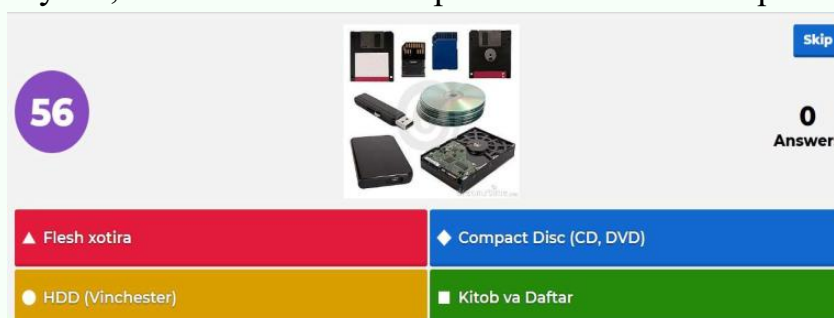 Skip
56
0
Answer
Flesh xotira
Compact Disc (CD, DVD)
HDD (Vinchester)
Kitob va Daftar